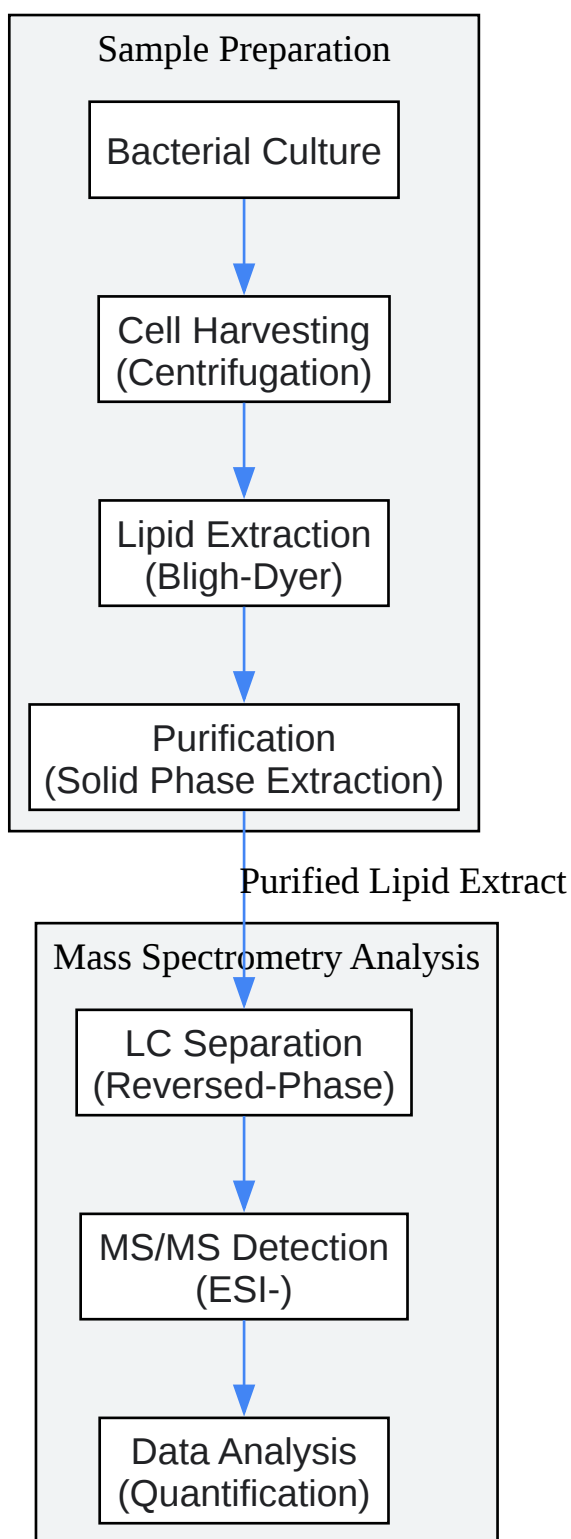 Sample Preparation
Bacterial Culture
Cell Harvesting
(Centrifugation)
Lipid Extraction
(Bligh-Dyer)
Purification
(Solid Phase Extraction)
Purified Lipid Extract
Mass Spectrometry Analysis
LC Separation
(Reversed-Phase)
MS/MS Detection
(ESI-)
Data Analysis
(Quantification)